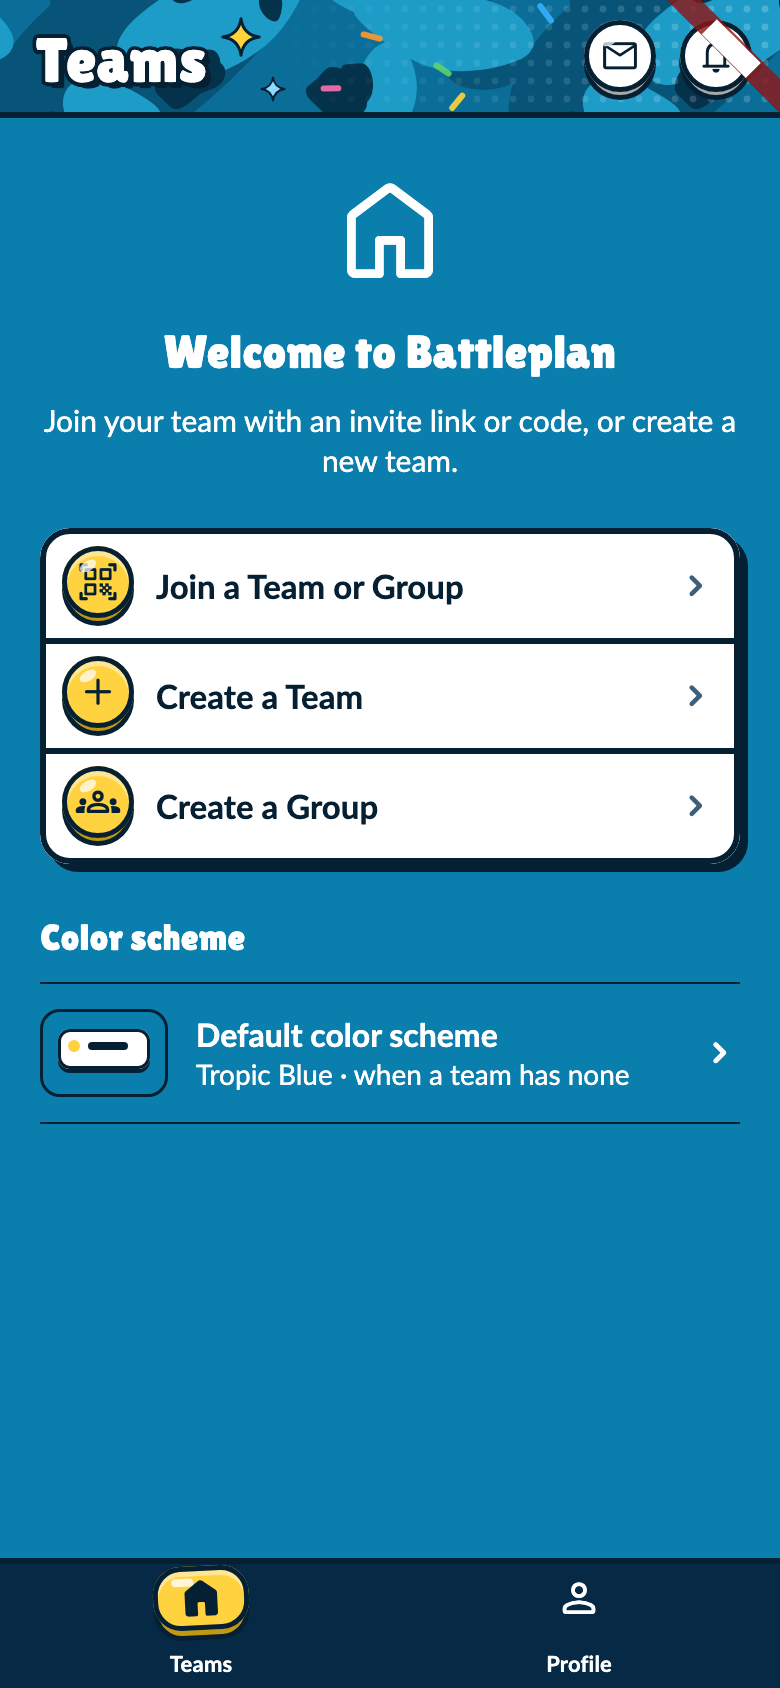 Teams
Welcome to Battleplan
Join your team with an invite link or code, or create a
new team.
Join a Team or Group
Create a Team
Create a Group
Color scheme
Default color scheme
Tropic Blue · when a team has none
Teams
Profile